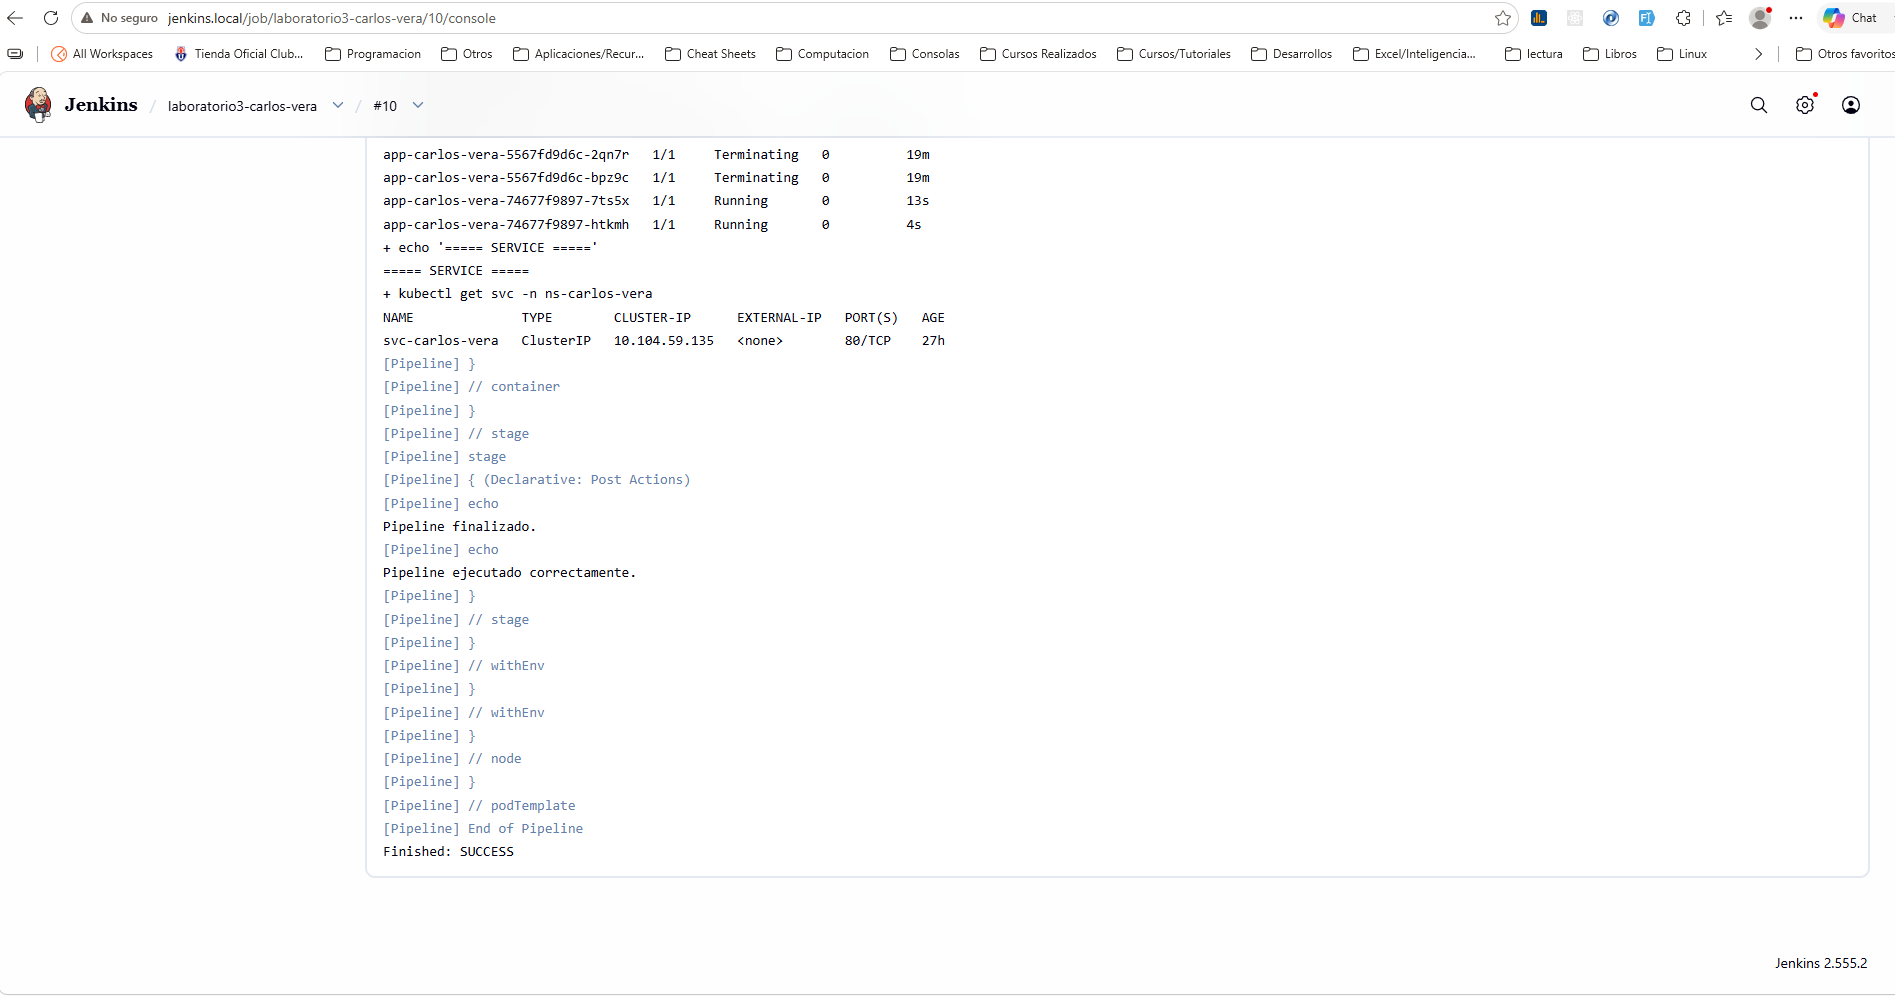 No seguro jenkins.local/job/laboratorio3-carlos-vera/10/console Chat
All Workspaces Tienda Oficial Club... Programacion Otros Aplicaciones/Recur... Cheat Sheets Computacion Consolas Cursos Realizados Cursos/Tutoriales Desarrollos Excel/Inteligencia... lectura Libros Linux Otros favoritos
Jenkins / laboratorio3-carlos-vera / #10
app-carlos-vera-5567fd9d6c-2qn7r 1/1 Terminating 0 19m
app-carlos-vera-5567fd9d6c-bpz9c 1/1 Terminating 0 19m
app-carlos-vera-74677f9897-7ts5x 1/1 Running 0 13s
app-carlos-vera-74677f9897-htkmh 1/1 Running 0 4s
+ echo '===== SERVICE ====='
===== SERVICE =====
+ kubectl get svc -n ns-carlos-vera
NAME TYPE CLUSTER-IP EXTERNAL-IP PORT(S) AGE
svc-carlos-vera ClusterIP 10.104.59.135 <none> 80/TCP 27h
[Pipeline] }
[Pipeline] // container
[Pipeline] }
[Pipeline] // stage
[Pipeline] stage
[Pipeline] { (Declarative: Post Actions)
[Pipeline] echo
Pipeline finalizado.
[Pipeline] echo
Pipeline ejecutado correctamente.
[Pipeline] }
[Pipeline] // stage
[Pipeline] }
[Pipeline] // withEnv
[Pipeline] }
[Pipeline] // withEnv
[Pipeline] }
[Pipeline] // node
[Pipeline] }
[Pipeline] // podTemplate
[Pipeline] End of Pipeline
Finished: SUCCESS
Jenkins 2.555.2